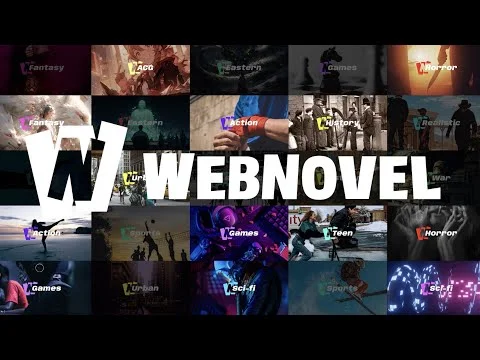 Fantasy
ACG
Eastern
Games
Horror
Fantasy
Eastern
Action
History
Realistic
Urb
War
W WEBNOVEL
Action
Sports
Games
Teen
Horror
Games
Urban
Sci-fi
Sports
Sci-fi